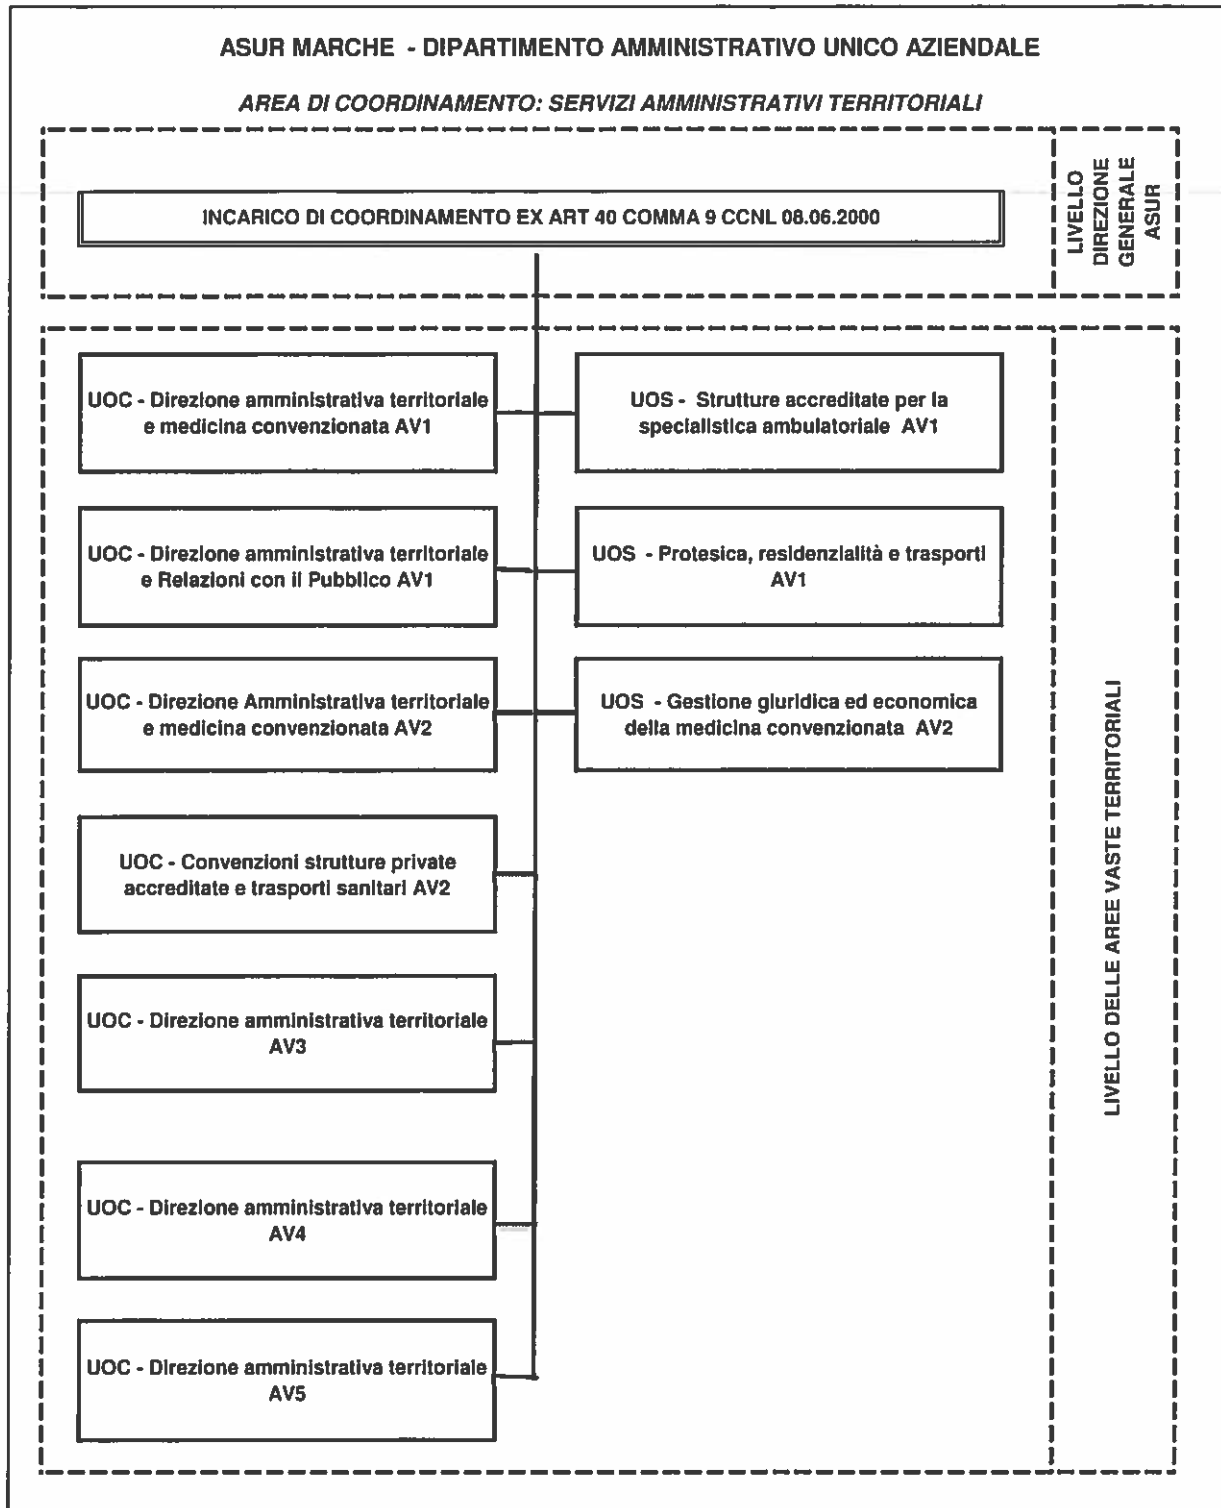 ASUR MARCHE - DIPARTIMENTO AMMINISTRATIVO UNICO AZIENDALE
AREA DI COORDINAMENTO: SERVIZI AMMINISTRATIVI TERRITORIALI
INCARICO DI COORDINAMENTO EX ART 40 COMMA 9 CCNL 08.06.2000
LIVELLO
DIREZIONE
GENERALE
ASUR
UOC - Direzione amministrativa territoriale
e medicina convenzionata AV1
UOS - Strutture accreditate per la
specialistica ambulatoriale AV1
UOC - Direzione amministrativa territoriale
e Relazioni con il Pubblico AV1
UOS - Protesica, residenzialità e trasporti
AV1
UOC - Direzione Amministrativa territoriale
e medicina convenzionata AV2
UOS - Gestione giuridica ed economica
della medicina convenzionata AV2
UOC - Convenzioni strutture private
accreditate e trasporti sanitari AV2
UOC - Direzione amministrativa territoriale
AV3
UOC - Direzione amministrativa territoriale
AV4
UOC - Direzione amministrativa territoriale
AV5
LIVELLO DELLE AREE VASTE TERRITORIALI